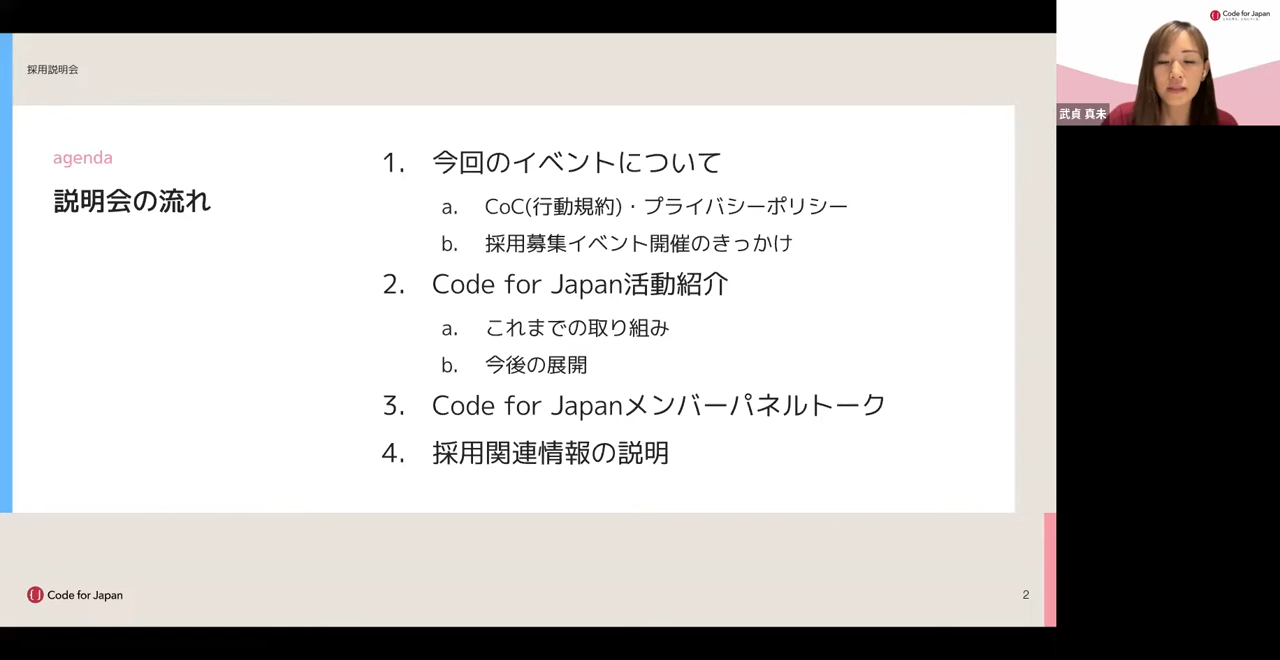 採用説明会
agenda
説明会の流れ
1. 今回のイベントについて
a. CoC(行動規約)・プライバシーポリシー
b. 採用募集イベント開催のきっかけ
2. Code for Japan活動紹介
a. これまでの取り組み
b. 今後の展開
3. Code for Japanメンバーパネルトーク
4. 採用関連情報の説明
Code for Japan
2
Code for Japan
武貞 真未